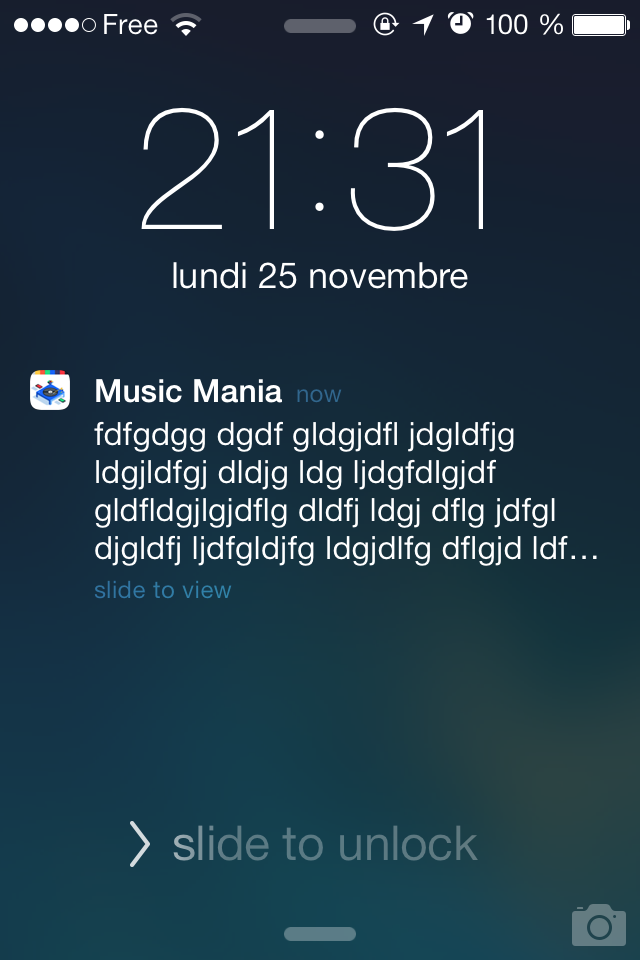 Free 100 %
21:31
lundi 25 novembre
Music Mania now
fdfgdgg dgdf gldgjdfl jdgldfjg
ldgjldfgj dldjg ldg ljdgfdlgjdf
gldfldgjlgjdflg dldfj ldgj dflg jdfgl
djgldfj ljdfgldjfg ldgjdlfg dflgjd ldf…
slide to view
slide to unlock